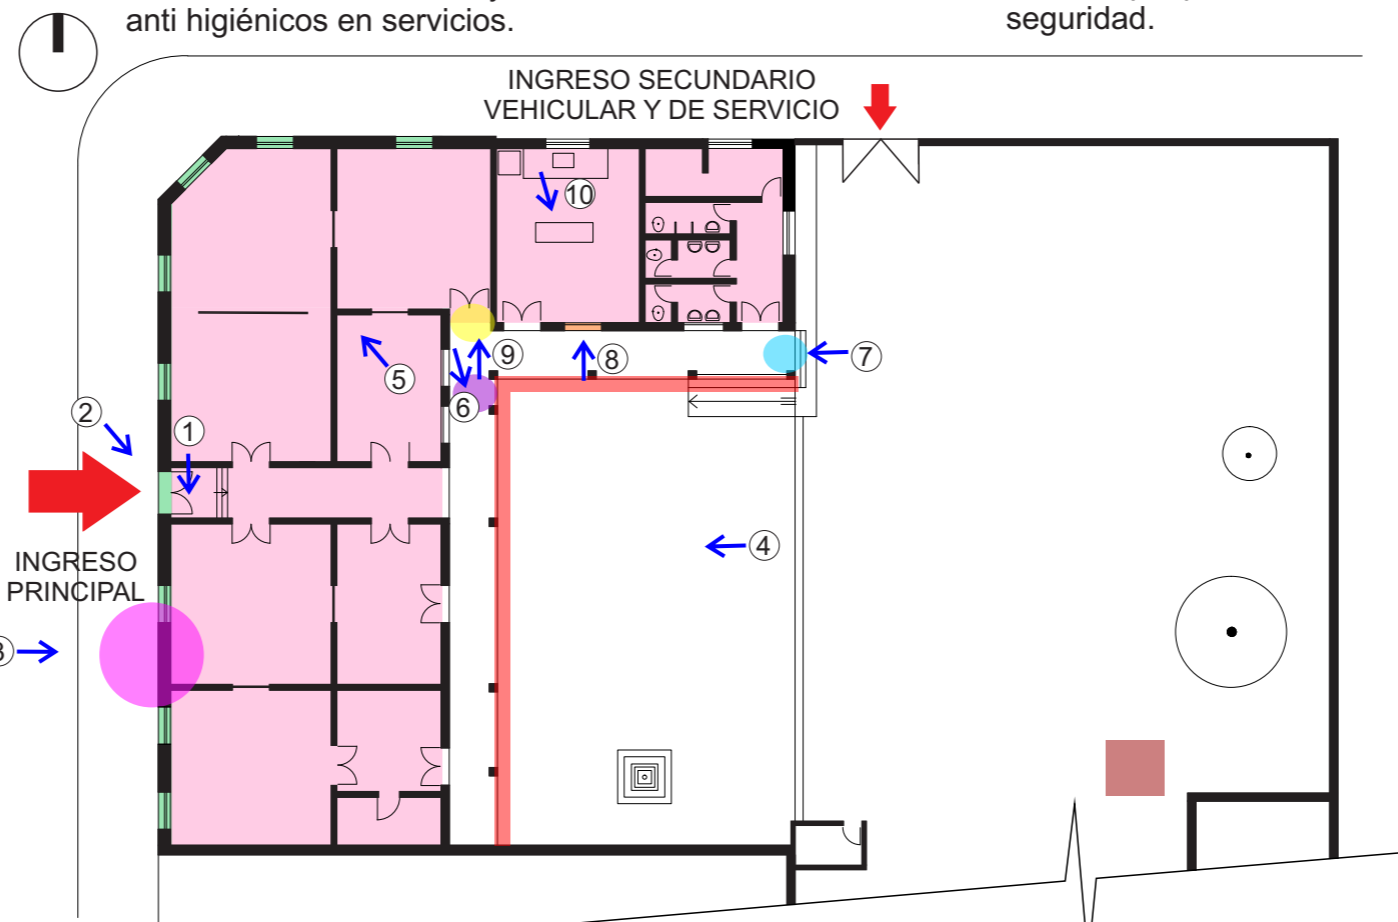 anti higiénicos en servicios.
seguridad.
INGRESO SECUNDARIO
VEHICULAR Y DE SERVICIO
10
9
8
7
5
6
2
1
4
INGRESO
PRINCIPAL
3